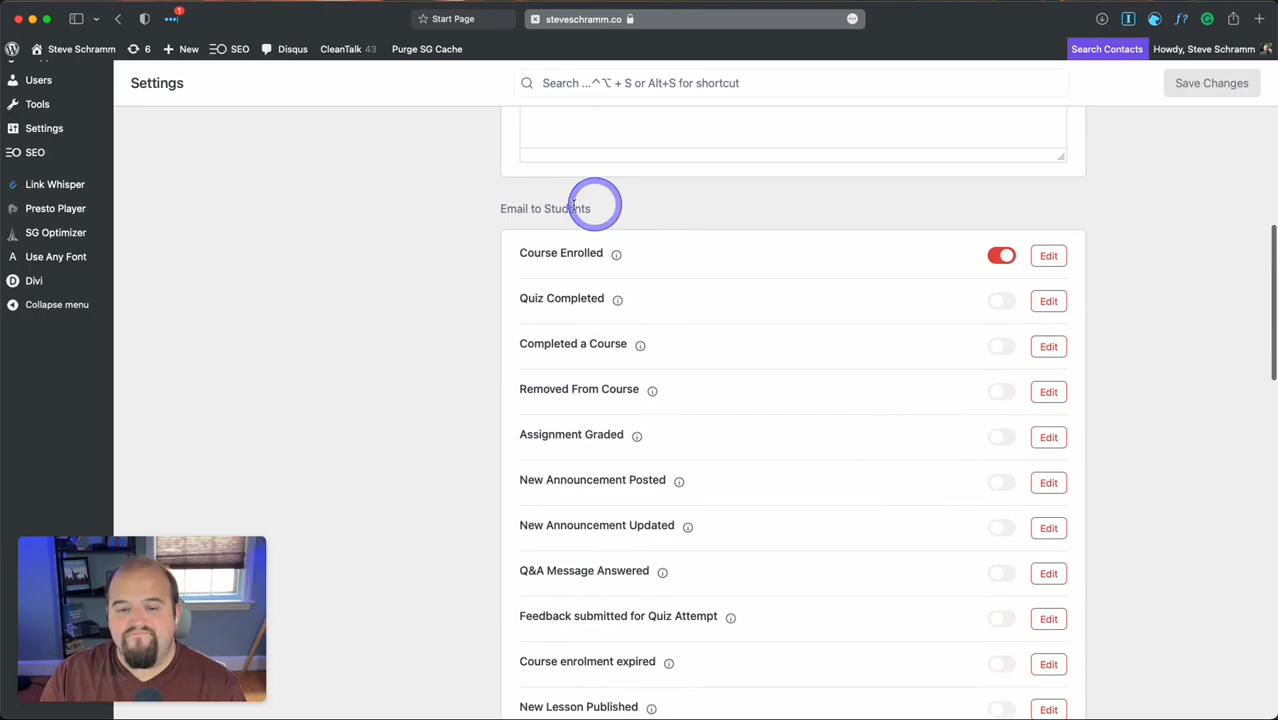 Start Page
steveschramm.co
1
Steve Schramm
6
New
SEO
Disqus
CleanTalk 43
Purge SG Cache
Search Contacts
Howdy, Steve Schramm
Users
Tools
Settings
SEO
Link Whisper
Presto Player
SG Optimizer
Use Any Font
Divi
Collapse menu
Settings
Search ...^⌥ + S or Alt+S for shortcut
Save Changes
Email to Students
Course Enrolled
Edit
Quiz Completed
Edit
Completed a Course
Edit
Removed From Course
Edit
Assignment Graded
Edit
New Announcement Posted
Edit
New Announcement Updated
Edit
Q&A Message Answered
Edit
Feedback submitted for Quiz Attempt
Edit
Course enrolment expired
Edit
New Lesson Published
Edit